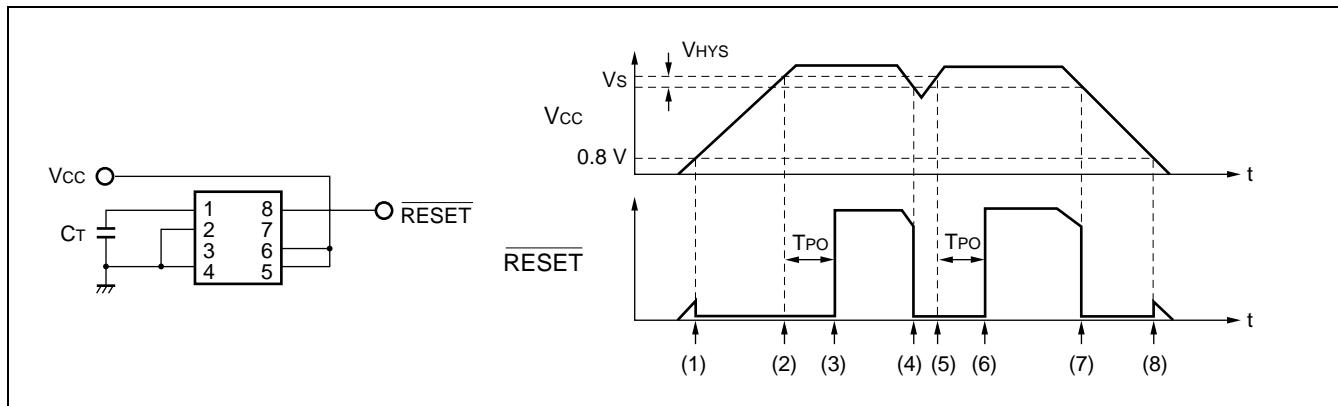 VHYS
VS
VCC
0.8 V
t
VCC
CT
1 8
2 7
3 6
4 5
RESET
RESET
TPO TPO
t
(1) (2) (3) (4) (5) (6) (7) (8)